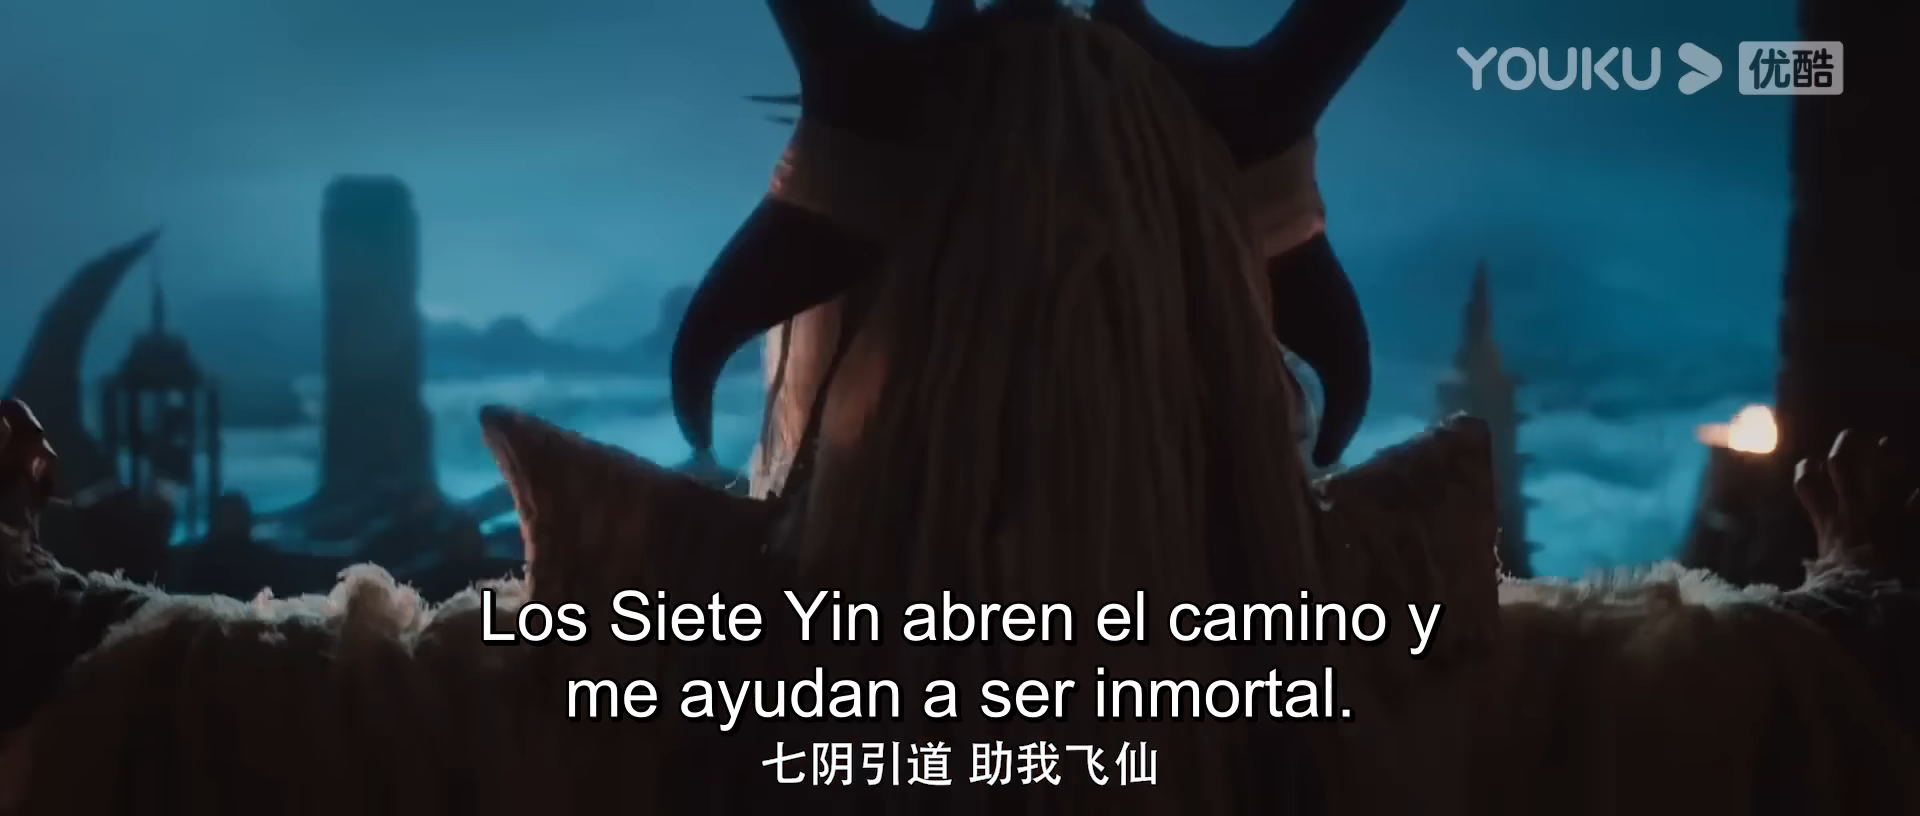 YOUKU 优酷
Los Siete Yin abren el camino y
me ayudan a ser inmortal.
七阴引道 助我飞仙